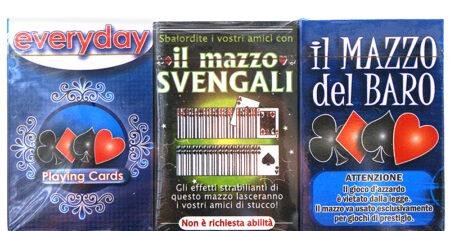 everyday
Playing Cards
Sbalordite i vostri amici con
il mazzo
SVENGALI
Gli effetti strabilianti di
questo mazzo lasceranno
i vostri amici di stucco!
Non è richiesta abilità
il MAZZO
del BARO
ATTENZIONE
Il gioco d'azzardo
è vietato dalla legge.
Il mazzo va usato esclusivamente
per giochi di prestigio.